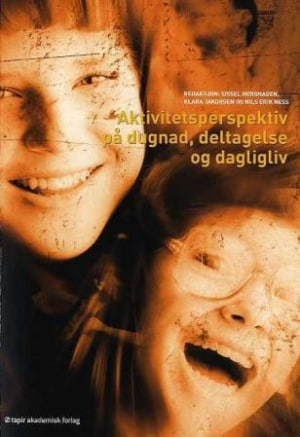 REDAKSJON: SISSEL HORGHAGEN,
KLARA JAKOBSEN OG NILS ERIK NESS
Aktivitetsperspektiv
på dugnad, deltagelse
og dagligliv
tapir akademisk forlag